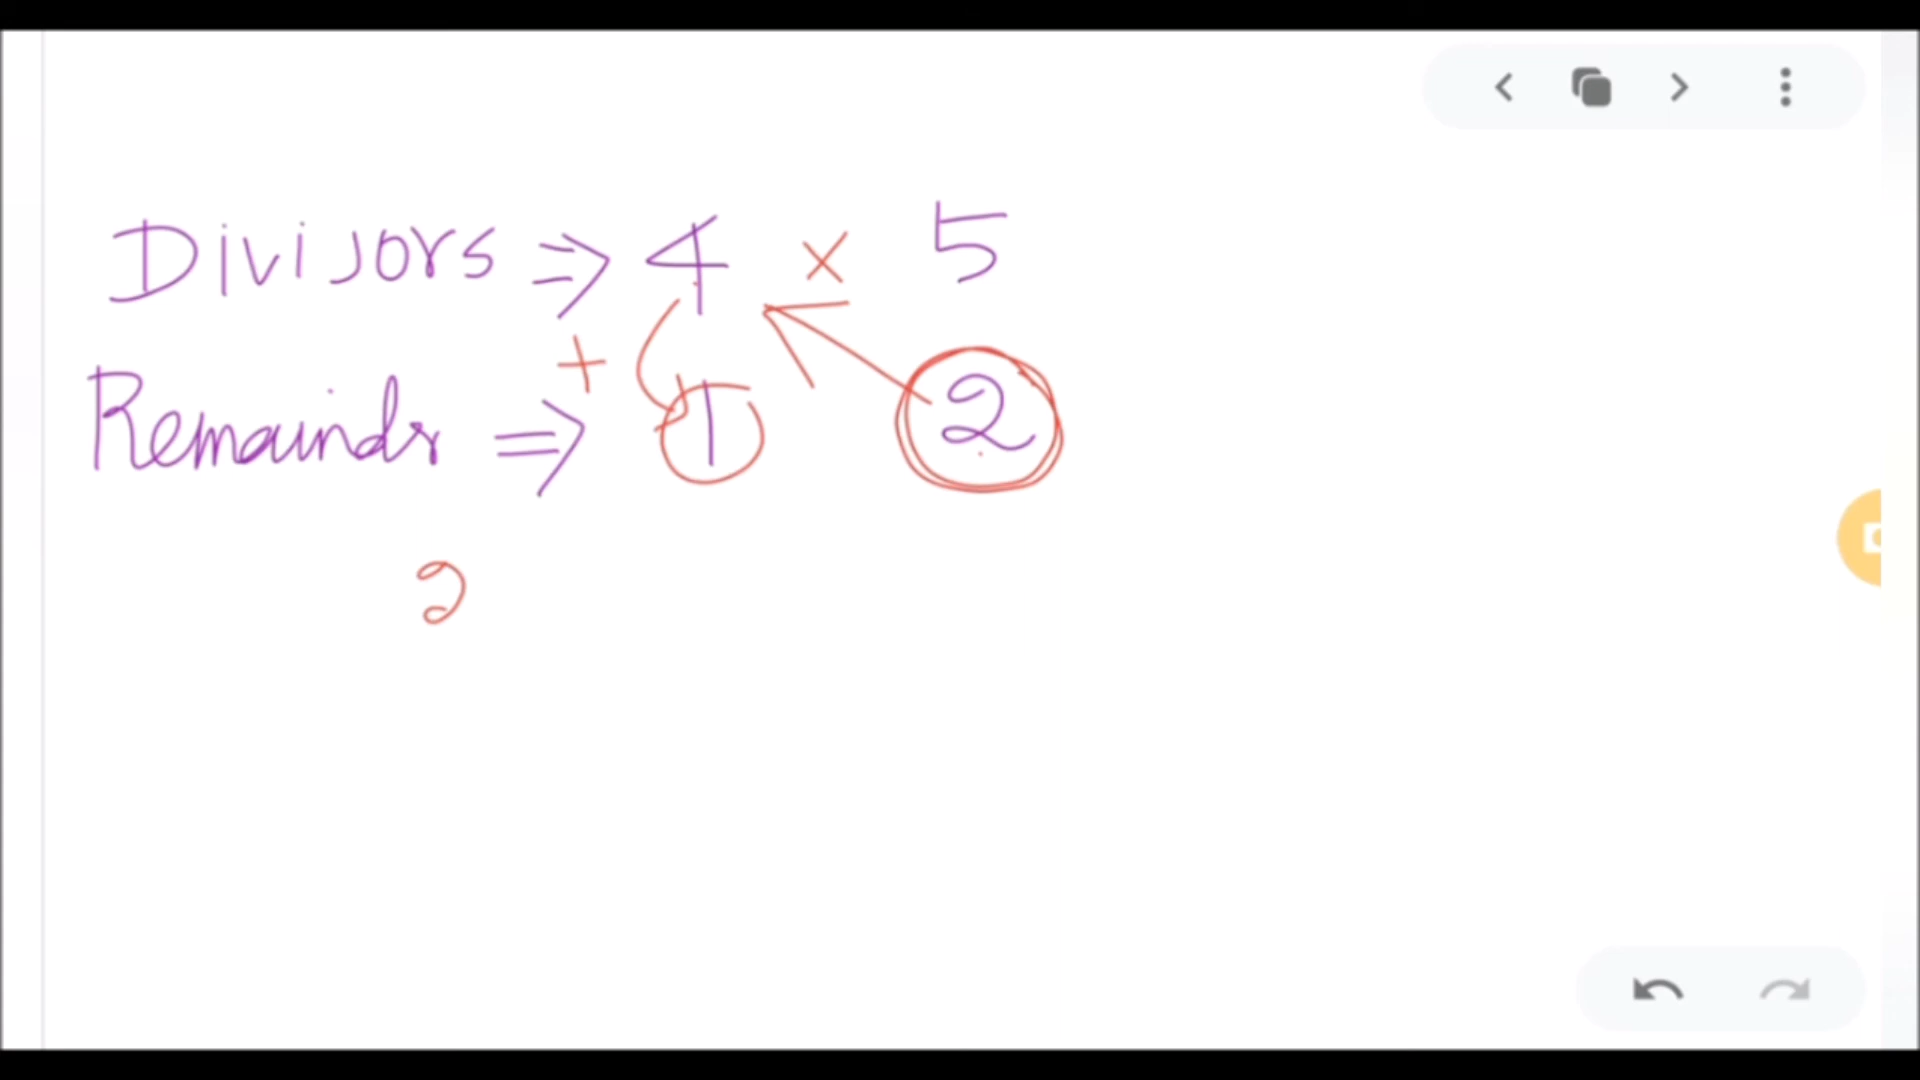 Divisors ⇒ 4 × 5
+
Remaindr ⇒ 1 2
2